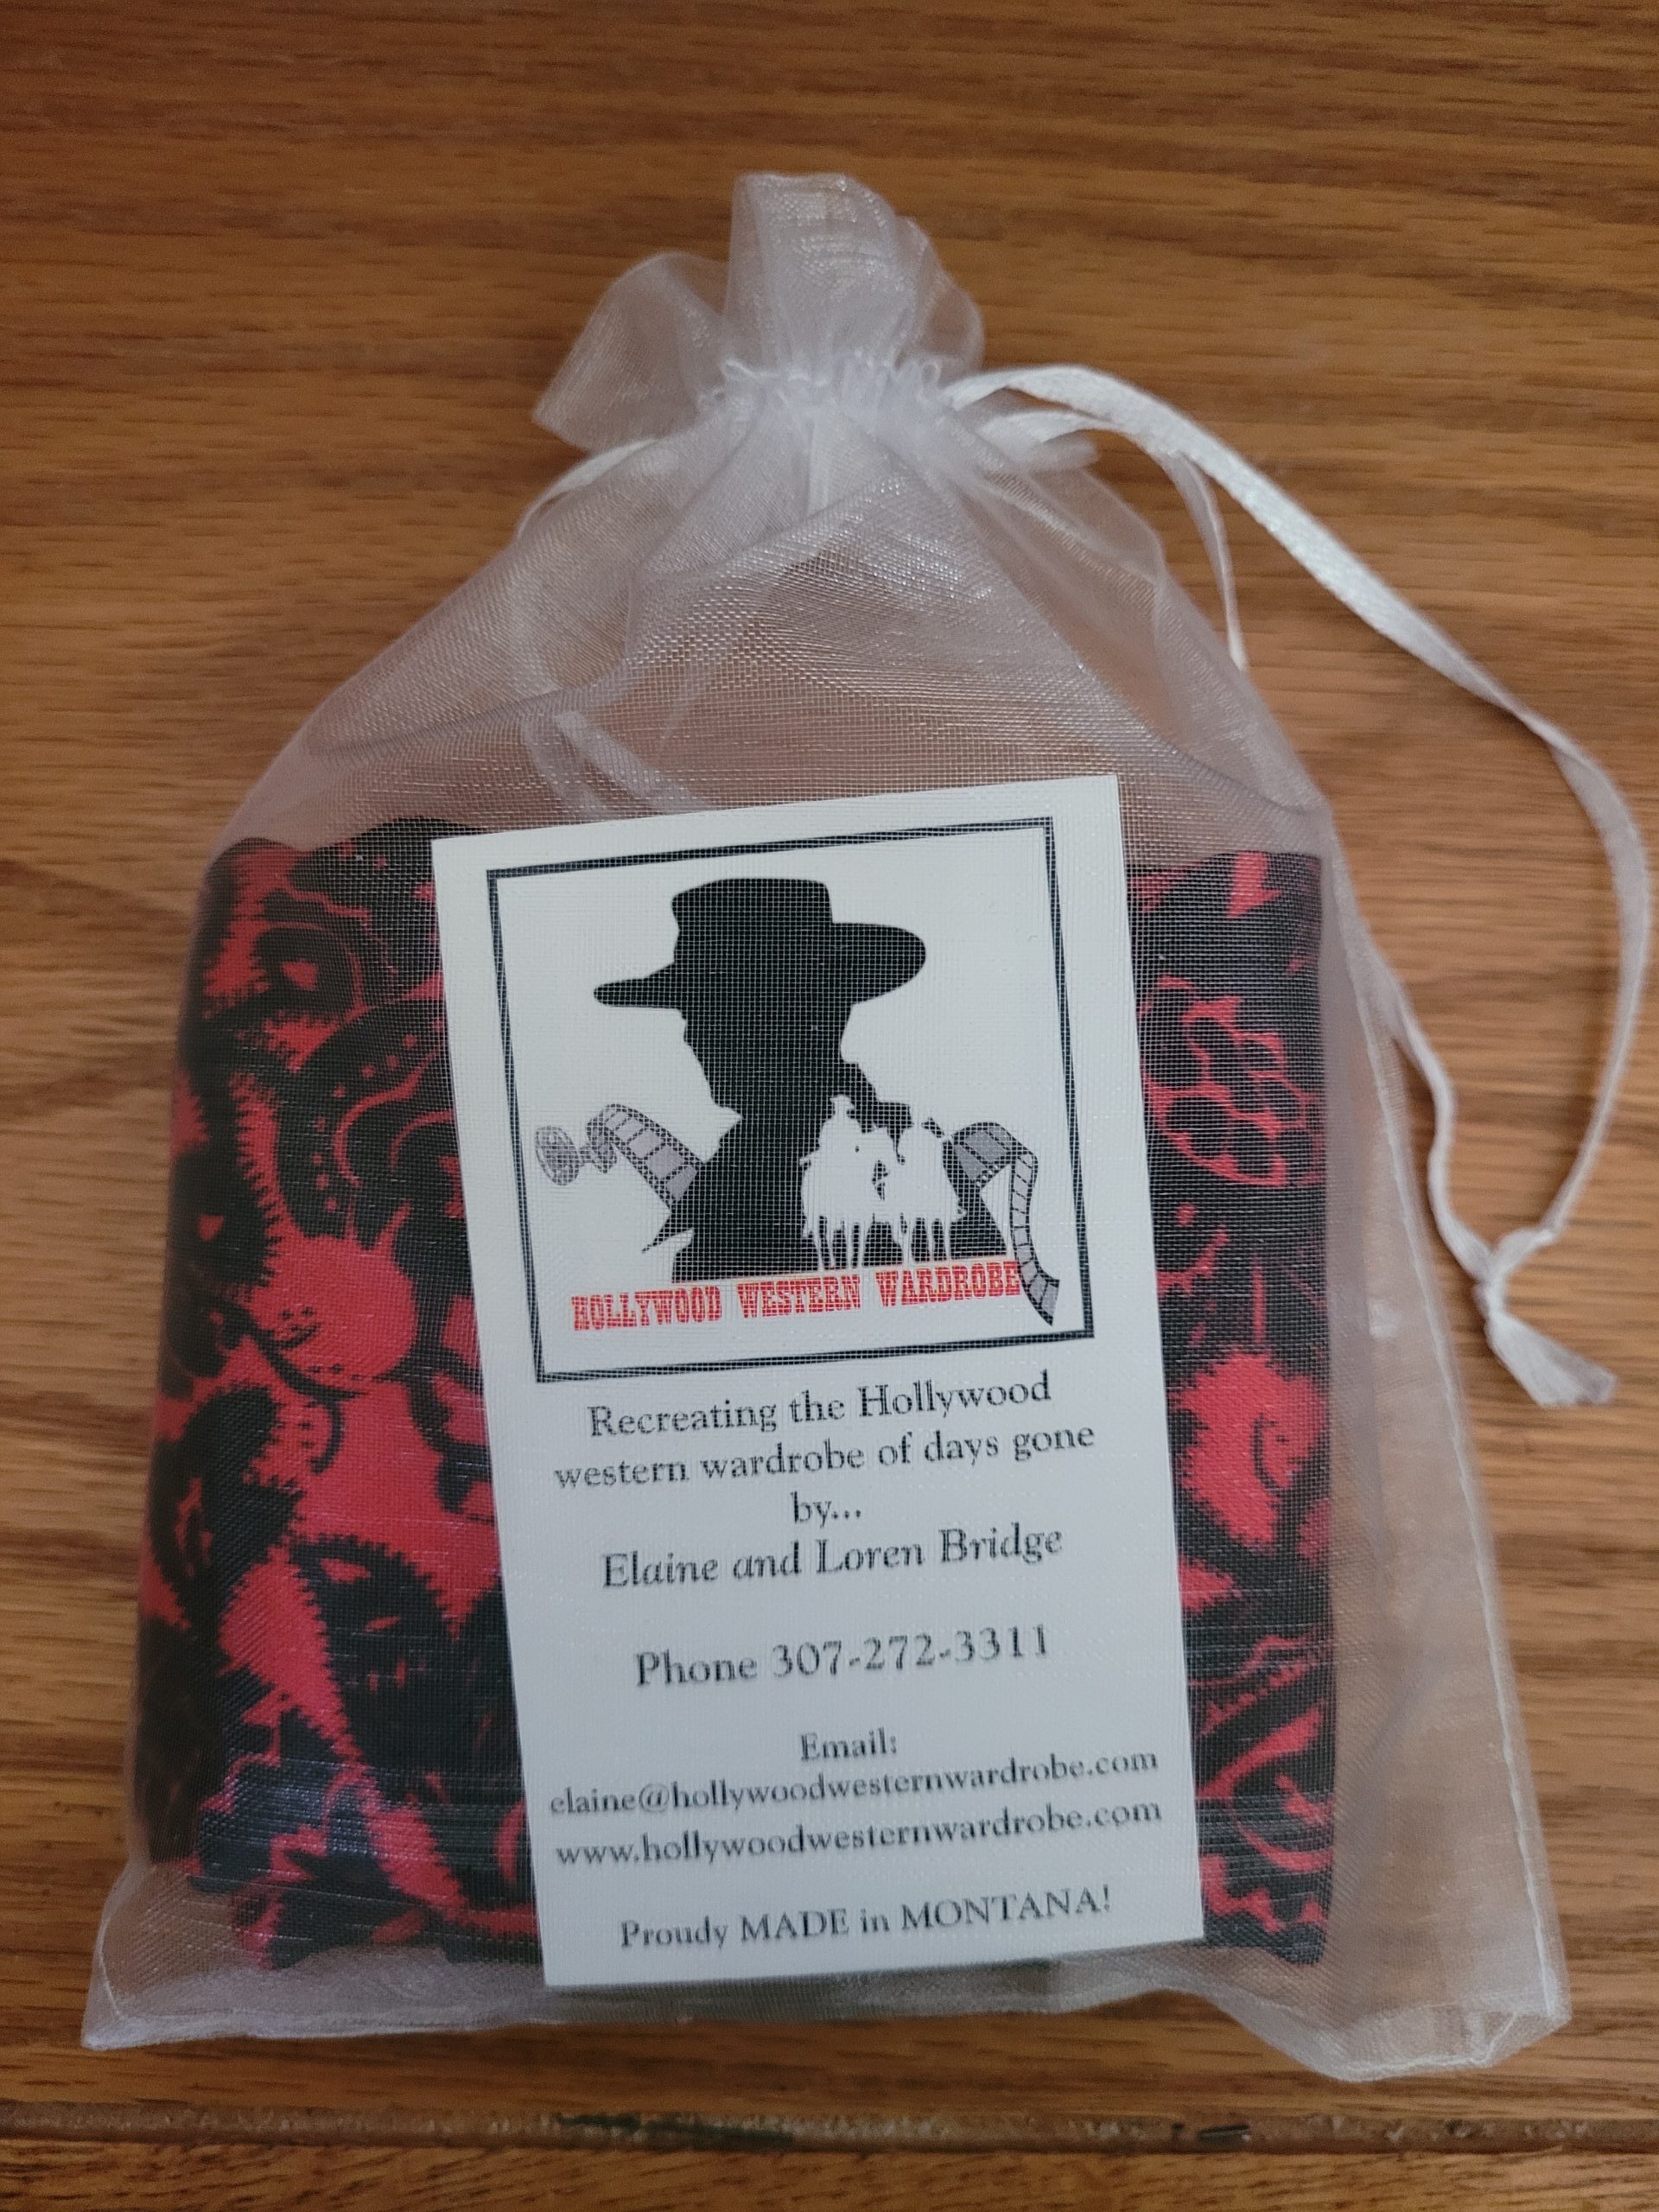 HOLLYWOOD WESTERN WARDROBE
Recreating the Hollywood
western wardrobe of days gone
by...
Elaine and Loren Bridge
Phone 307-272-3311
Email:
elaine@hollywoodwesternwardrobe.com
www.hollywoodwesternwardrobe.com
Proudy MADE in MONTANA!